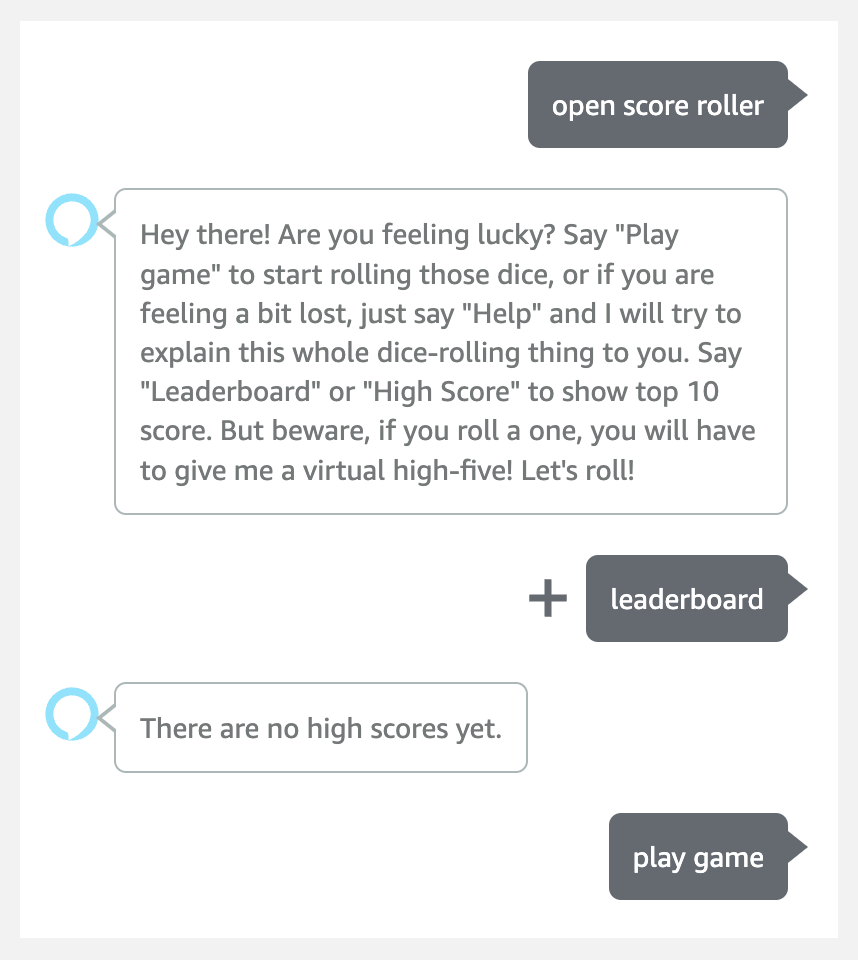 open score roller
Hey there! Are you feeling lucky? Say "Play
game" to start rolling those dice, or if you are
feeling a bit lost, just say "Help" and I will try to
explain this whole dice-rolling thing to you. Say
"Leaderboard" or "High Score" to show top 10
score. But beware, if you roll a one, you will have
to give me a virtual high-five! Let's roll!
leaderboard
There are no high scores yet.
play game